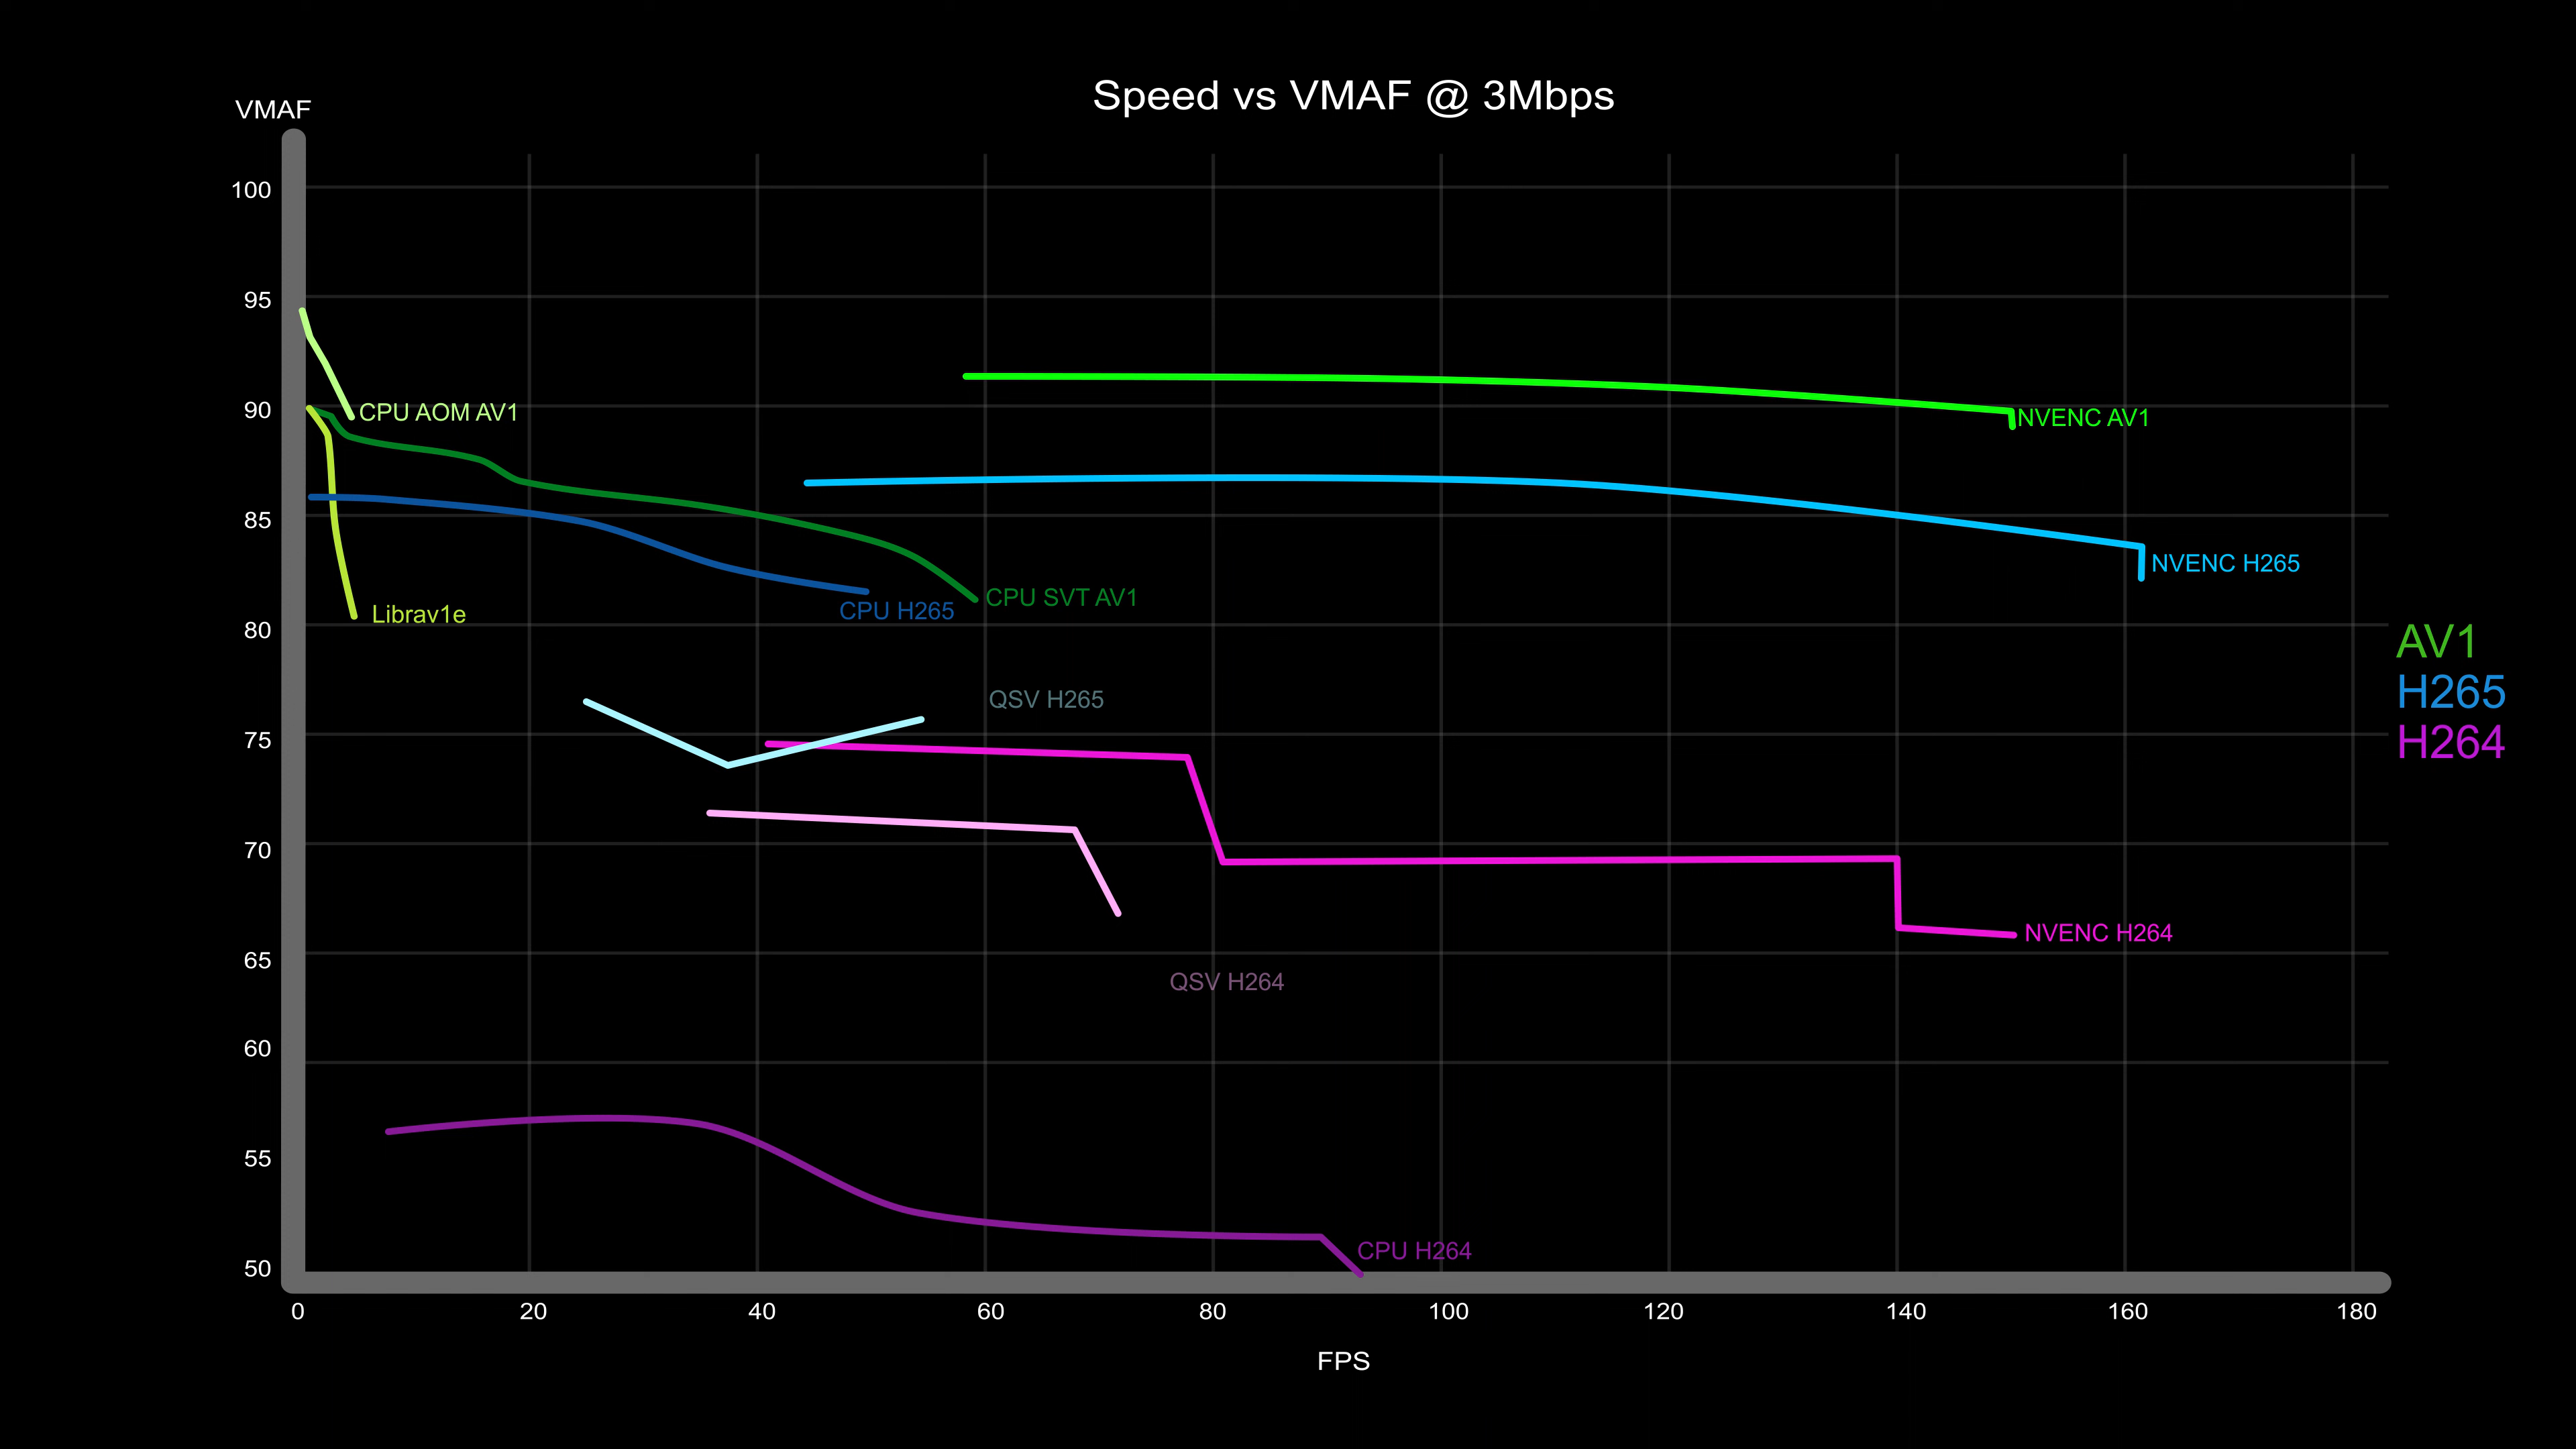 Speed vs VMAF @ 3Mbps
VMAF
100
95
90
85
80
75
70
65
60
55
50
CPU AOM AV1
NVENC AV1
NVENC H265
CPU SVT AV1
CPU H265
Librav1e
AV1
H265
H264
QSV H265
NVENC H264
QSV H264
CPU H264
0 20 40 60 80 100 120 140 160 180
FPS